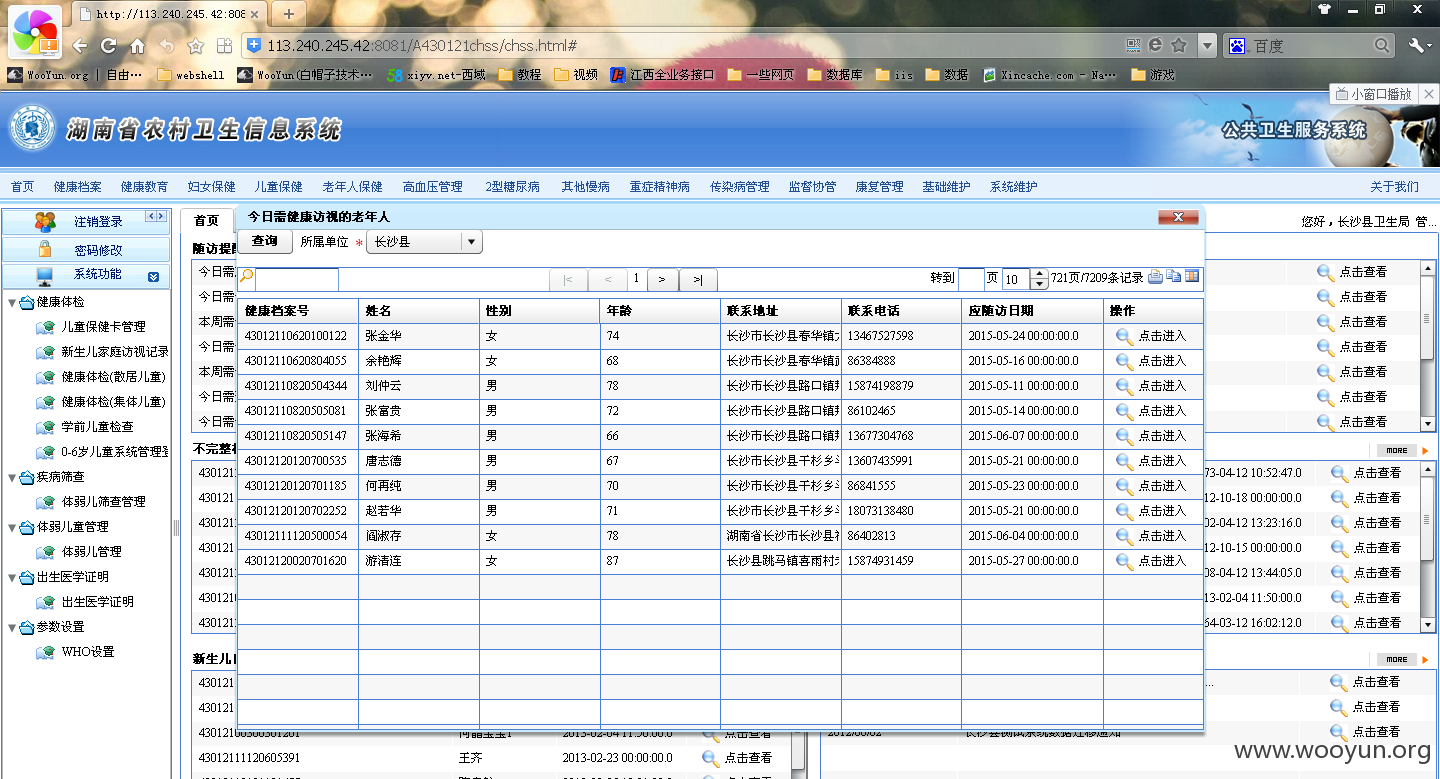 http://113.240.245.42:808
113.240.245.42:8081/A430121chss/chss.html#
百度
WooYun.org | 自由…
webshell
WooYun(白帽子技术…
58 xiyv.net-西域
教程
视频
江西全业务接口
一些网页
数据库
iis
数据
Xincache.com - Na…
游戏
小窗口播放
湖南省农村卫生信息系统
公共卫生服务系统
首页 健康档案 健康教育 妇女保健 儿童保健 老年人保健 高血压管理 2型糖尿病 其他慢病 重症精神病 传染病管理 监督协管 康复管理 基础维护 系统维护 关于我们
注销登录
密码修改
系统功能
健康体检
儿童保健卡管理
新生儿家庭访视记录
健康体检(散居儿童)
健康体检(集体儿童)
学前儿童检查
0-6岁儿童系统管理
疾病筛查
体弱儿筛查管理
体弱儿童管理
体弱儿管理
出生医学证明
出生医学证明
参数设置
WHO设置
首页
您好，长沙县卫生局 管...
随访提醒
今日需
今日需
本周需
今日需
本周需
今日需
今日需
今日需健康访视的老年人
查询 所属单位 * 长沙县
|< < 1 > >| 转到 页 10 721页/7209条记录
健康档案号 姓名 性别 年龄 联系地址 联系电话 应随访日期 操作
43012110620100122 张金华 女 74 长沙市长沙县春华镇 13467527598 2015-05-24 00:00:00.0 点击进入
43012110620804055 余艳辉 女 68 长沙市长沙县春华镇 86384888 2015-05-16 00:00:00.0 点击进入
43012110820504344 刘仲云 男 78 长沙市长沙县路口镇 15874198879 2015-05-11 00:00:00.0 点击进入
43012110820505081 张富贵 男 72 长沙市长沙县路口镇 86102465 2015-05-14 00:00:00.0 点击进入
43012110820505147 张海希 男 66 长沙市长沙县路口镇 13677304768 2015-06-07 00:00:00.0 点击进入
43012120120700535 唐志德 男 67 长沙市长沙县干杉乡 13607435991 2015-05-21 00:00:00.0 点击进入
43012120120701185 何再纯 男 70 长沙市长沙县干杉乡 86841555 2015-05-23 00:00:00.0 点击进入
43012120120702252 赵若华 男 71 长沙市长沙县干杉乡 18073138480 2015-05-21 00:00:00.0 点击进入
43012111120500054 阎淑存 女 78 湖南省长沙市长沙县 86402813 2015-06-04 00:00:00.0 点击进入
43012120020701620 游清连 女 87 长沙县跳马镇喜雨村 15874931459 2015-05-27 00:00:00.0 点击进入
点击查看
点击查看
点击查看
点击查看
点击查看
点击查看
点击查看
不完整
MORE
43012 73-04-12 10:52:47.0 点击查看
43012 12-10-18 00:00:00.0 点击查看
43012 02-04-12 13:23:16.0 点击查看
43012 12-10-15 00:00:00.0 点击查看
43012 08-04-12 13:44:05.0 点击查看
43012 13-02-04 11:50:00.0 点击查看
43012 64-03-12 16:02:12.0 点击查看
新生儿
MORE
43012 ... 点击查看
43012 点击查看
点击查看 点击查看
43012111120605391 王齐 2013-02-23 00:00:00.0 点击查看
点击查看
www.wooyun.org